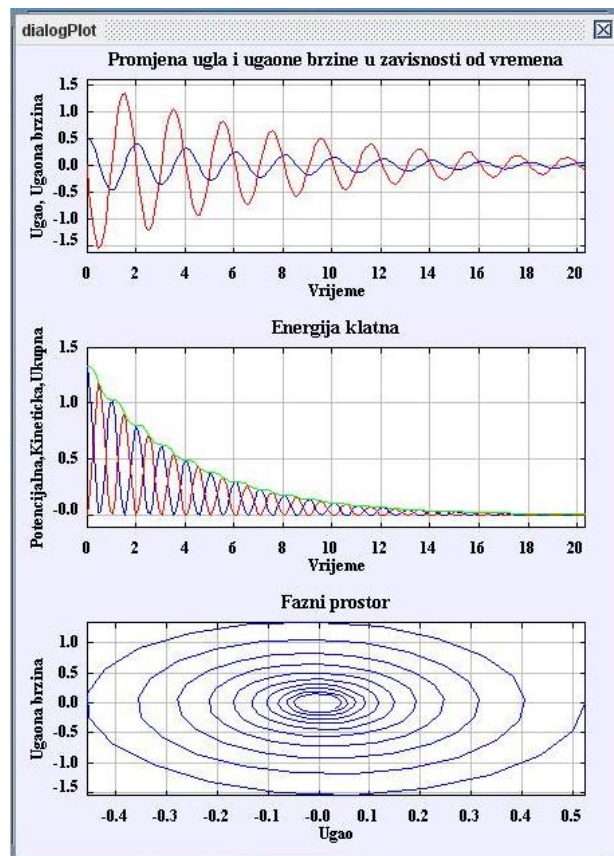 dialogPlot
Promjena ugla i ugaone brzine u zavisnosti od vremena
Ugao, Ugaona brzina
1.5
1.0
0.5
0.0
-0.5
-1.0
-1.5
0 2 4 6 8 10 12 14 16 18 20
Vrijeme
Energija klatna
Potencijalna,Kineticka,Ukupna
1.5
1.0
0.5
-0.0
0 2 4 6 8 10 12 14 16 18 20
Vrijeme
Fazni prostor
Ugaona brzina
1.0
0.5
0.0
-0.5
-1.0
-1.5
-0.4 -0.3 -0.2 -0.1 -0.0 0.1 0.2 0.3 0.4 0.5
Ugao